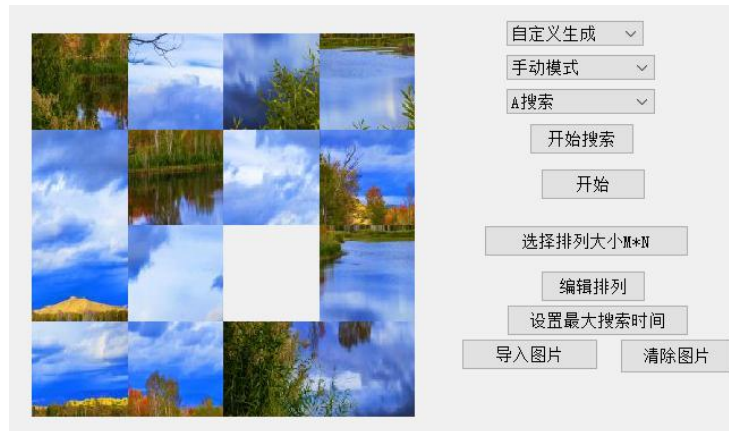 自定义生成
手动模式
A搜索
开始搜索
开始
选择排列大小M*N
编辑排列
设置最大搜索时间
导入图片
清除图片